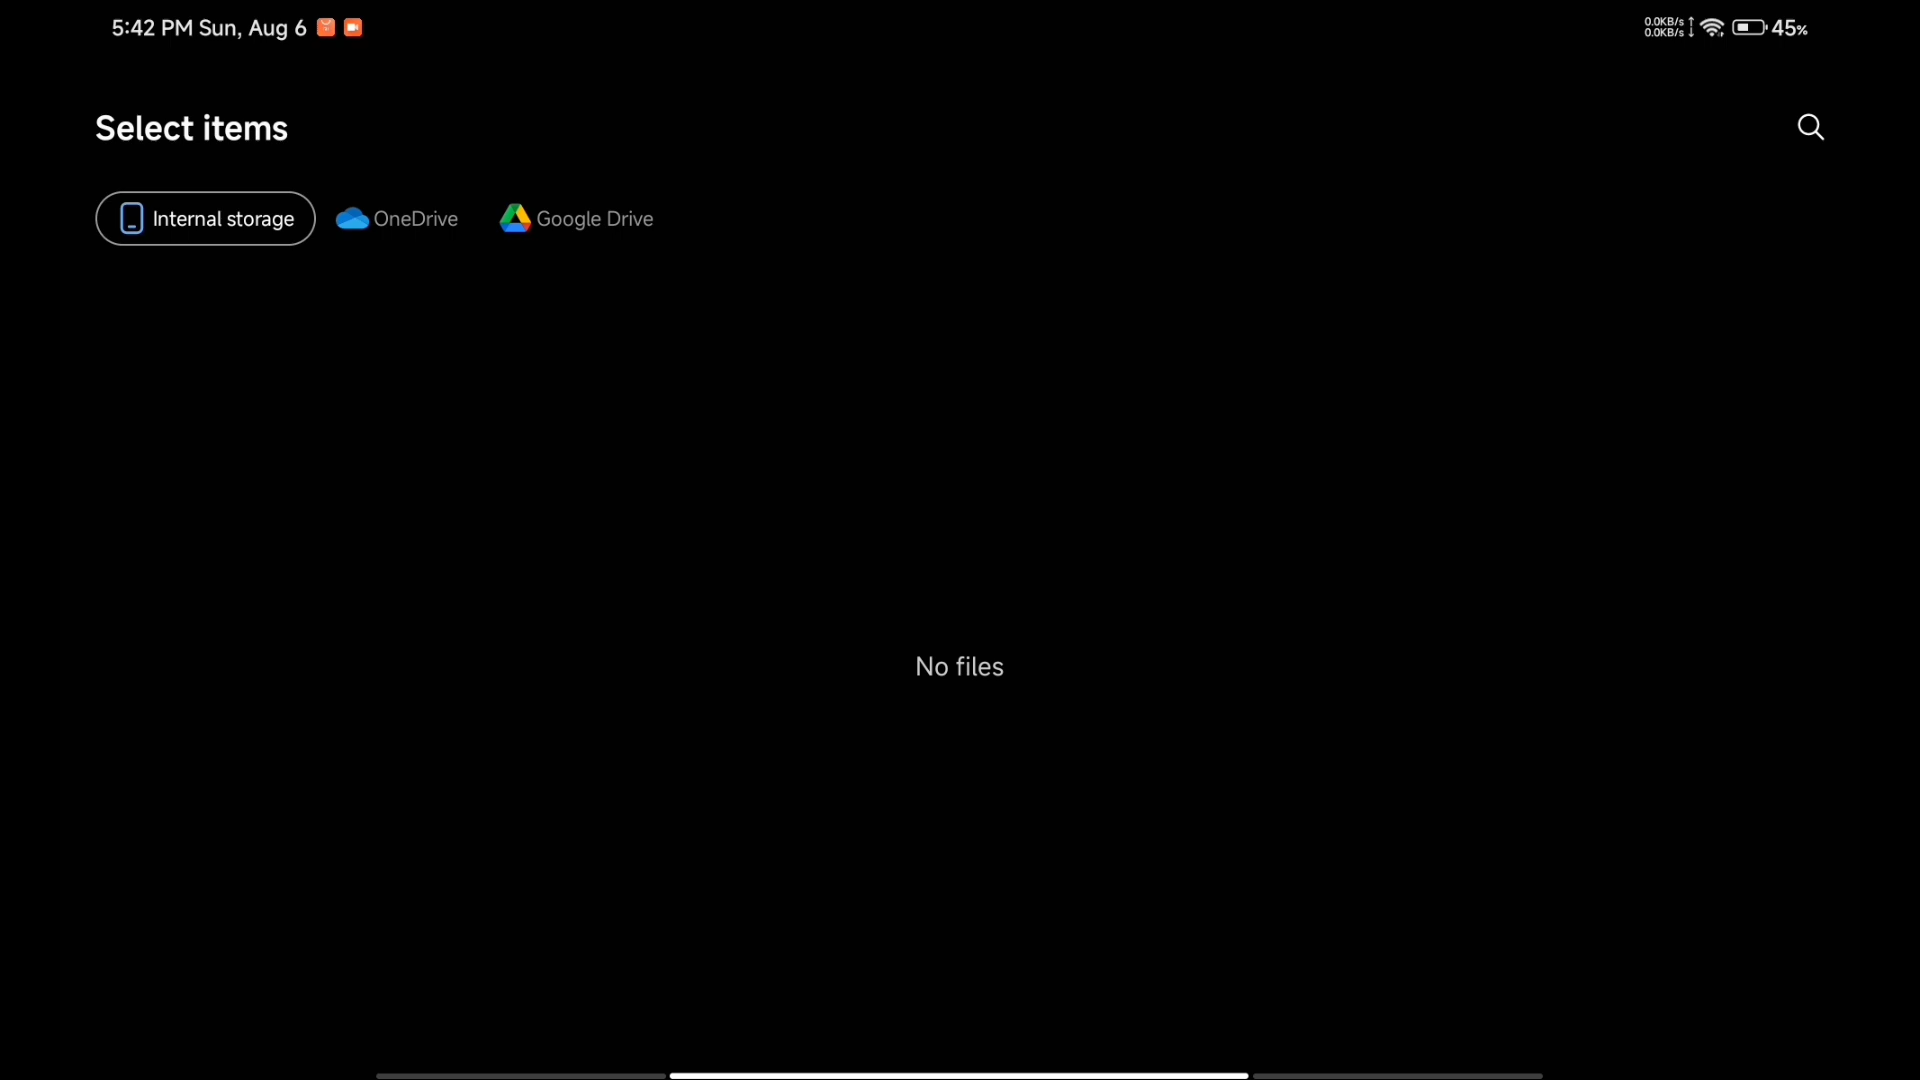 5:42 PM Sun, Aug 6
0.0KB/s
0.0KB/s
45%
Select items
Internal storage
OneDrive
Google Drive
No files